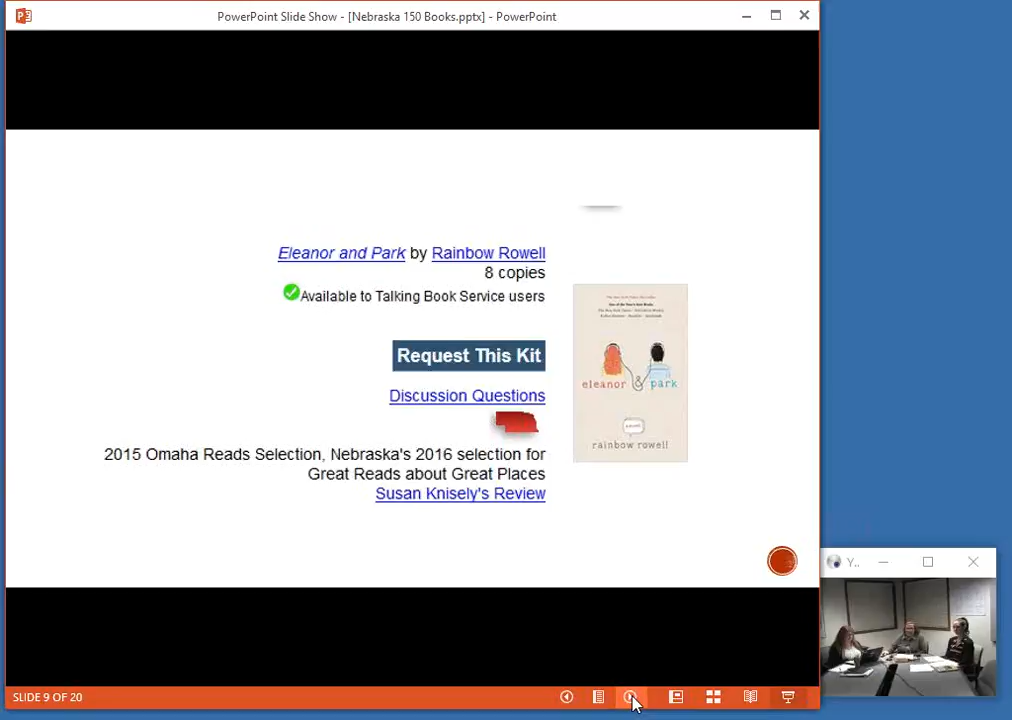 PowerPoint Slide Show - [Nebraska 150 Books.pptx] - PowerPoint
Eleanor and Park by Rainbow Rowell
8 copies
Available to Talking Book Service users
Request This Kit
Discussion Questions
2015 Omaha Reads Selection, Nebraska's 2016 selection for
Great Reads about Great Places
Susan Knisely's Review
eleanor & park
rainbow rowell
Y..
SLIDE 9 OF 20